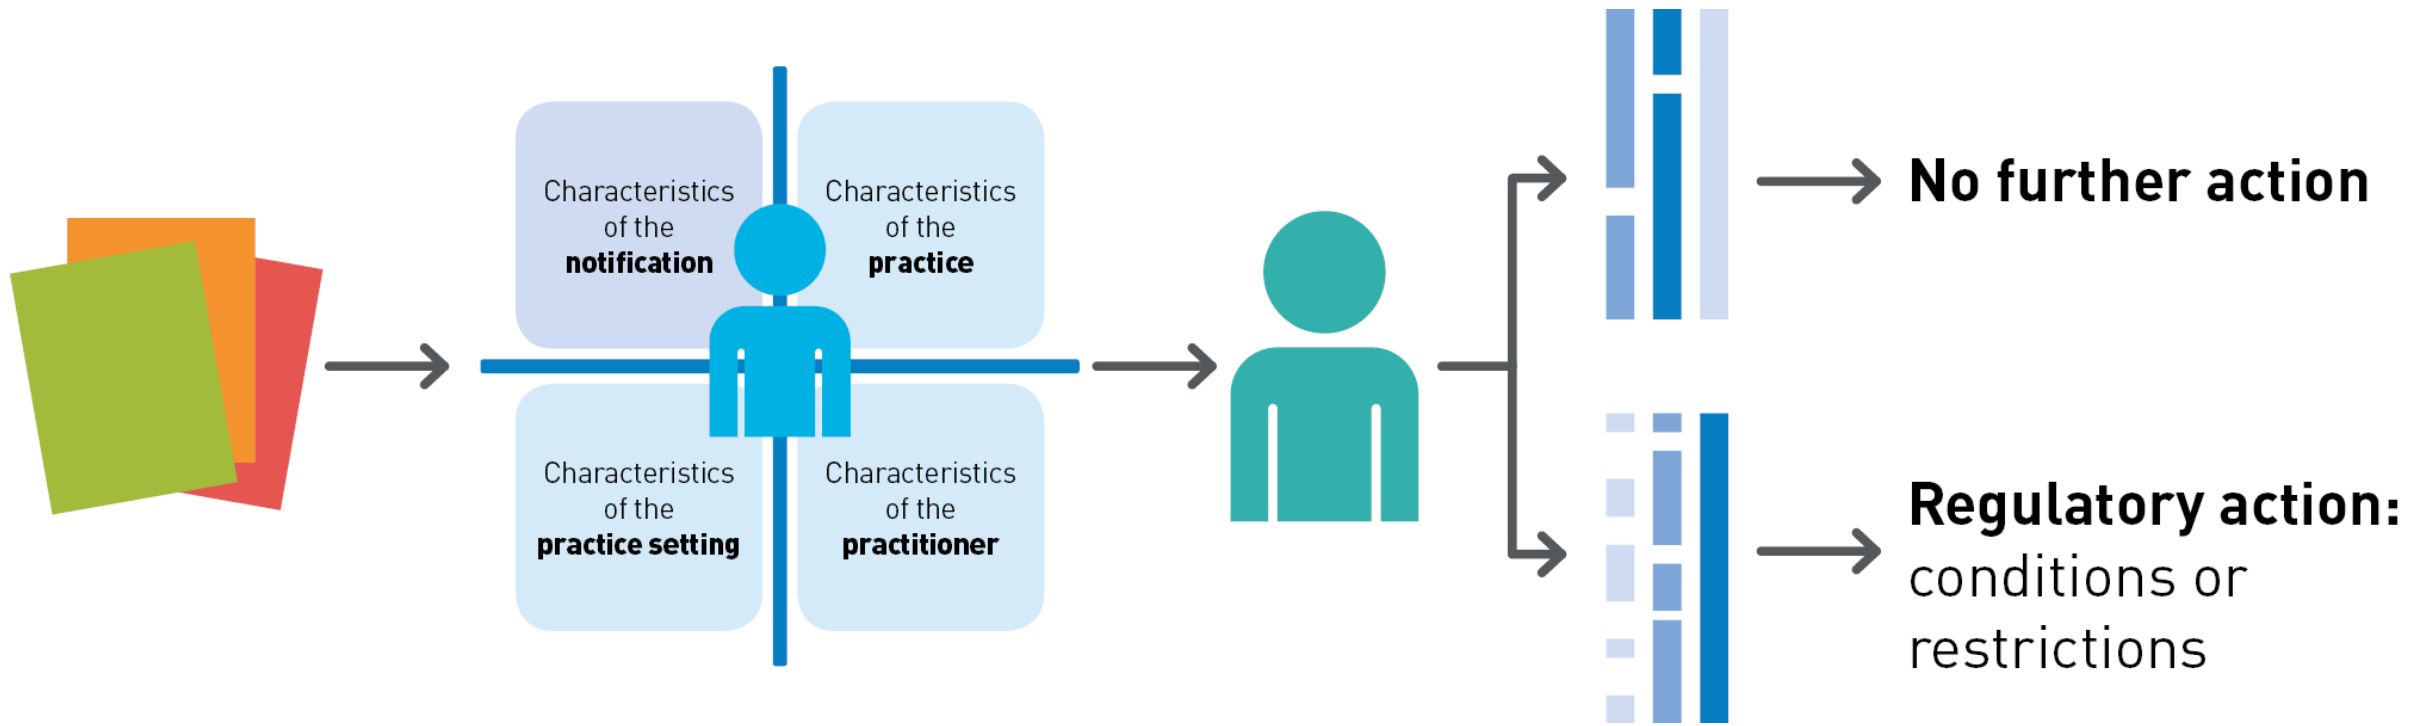 Characteristics
of the
notification
Characteristics
of the
practice
Characteristics
of the
practice setting
Characteristics
of the
practitioner
No further action
Regulatory action:
conditions or
restrictions